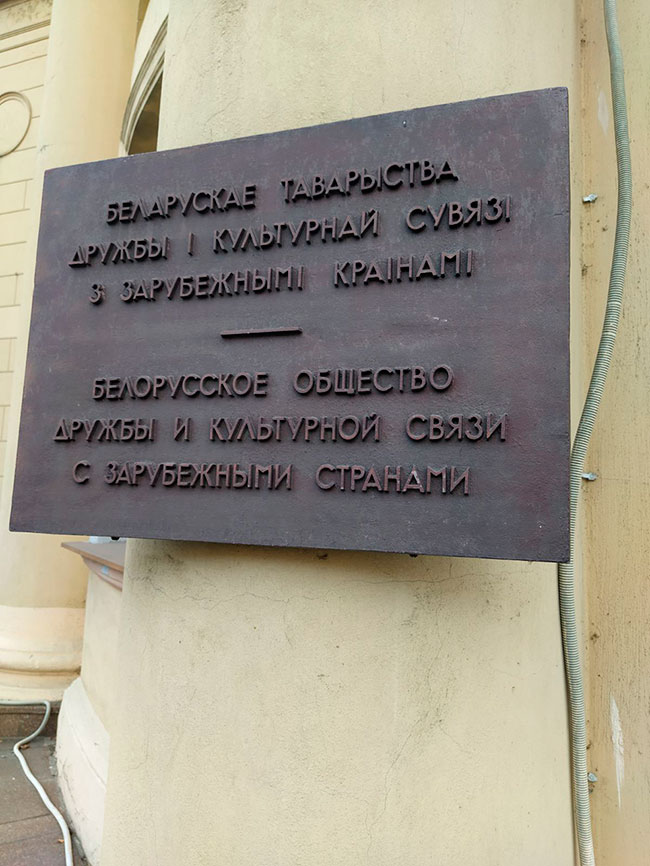 БЕЛАРУСКАЕ ТАВАРЫСТВА
ДРУЖБЫ І КУЛЬТУРНАЙ СУВЯЗІ
З ЗАРУБЕЖНЫМІ КРАІНАМІ
БЕЛОРУССКОЕ ОБЩЕСТВО
ДРУЖБЫ И КУЛЬТУРНОЙ СВЯЗИ
С ЗАРУБЕЖНЫМИ СТРАНАМИ